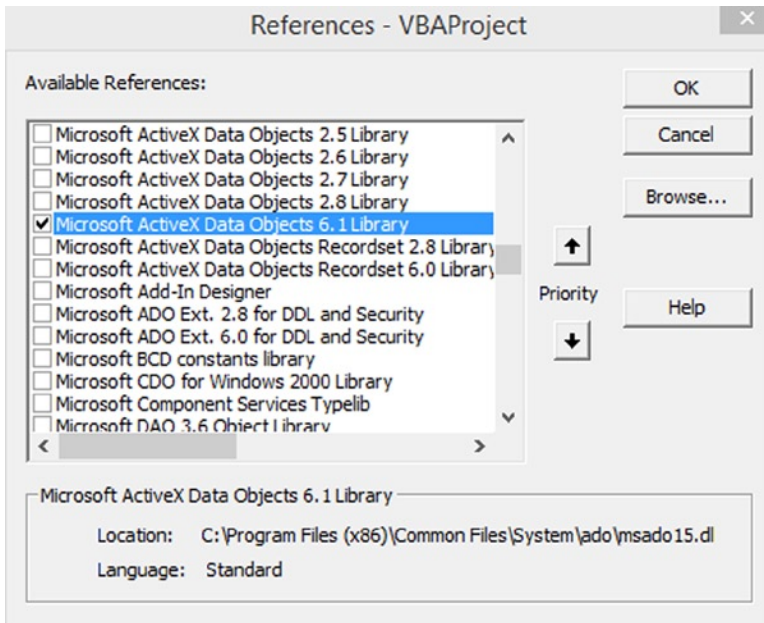 References - VBAProject
Available References:
OK
Cancel
Browse...
Priority
Help
Microsoft ActiveX Data Objects 2.5 Library
Microsoft ActiveX Data Objects 2.6 Library
Microsoft ActiveX Data Objects 2.7 Library
Microsoft ActiveX Data Objects 2.8 Library
Microsoft ActiveX Data Objects 6.1 Library
Microsoft ActiveX Data Objects Recordset 2.8 Library
Microsoft ActiveX Data Objects Recordset 6.0 Library
Microsoft Add-In Designer
Microsoft ADO Ext. 2.8 for DDL and Security
Microsoft ADO Ext. 6.0 for DDL and Security
Microsoft BCD constants library
Microsoft CDO for Windows 2000 Library
Microsoft Component Services Typelib
Microsoft DAO 3.6 Object Library
Microsoft ActiveX Data Objects 6.1 Library
Location: C:\Program Files (x86)\Common Files\System\ado\msado15.dl
Language: Standard